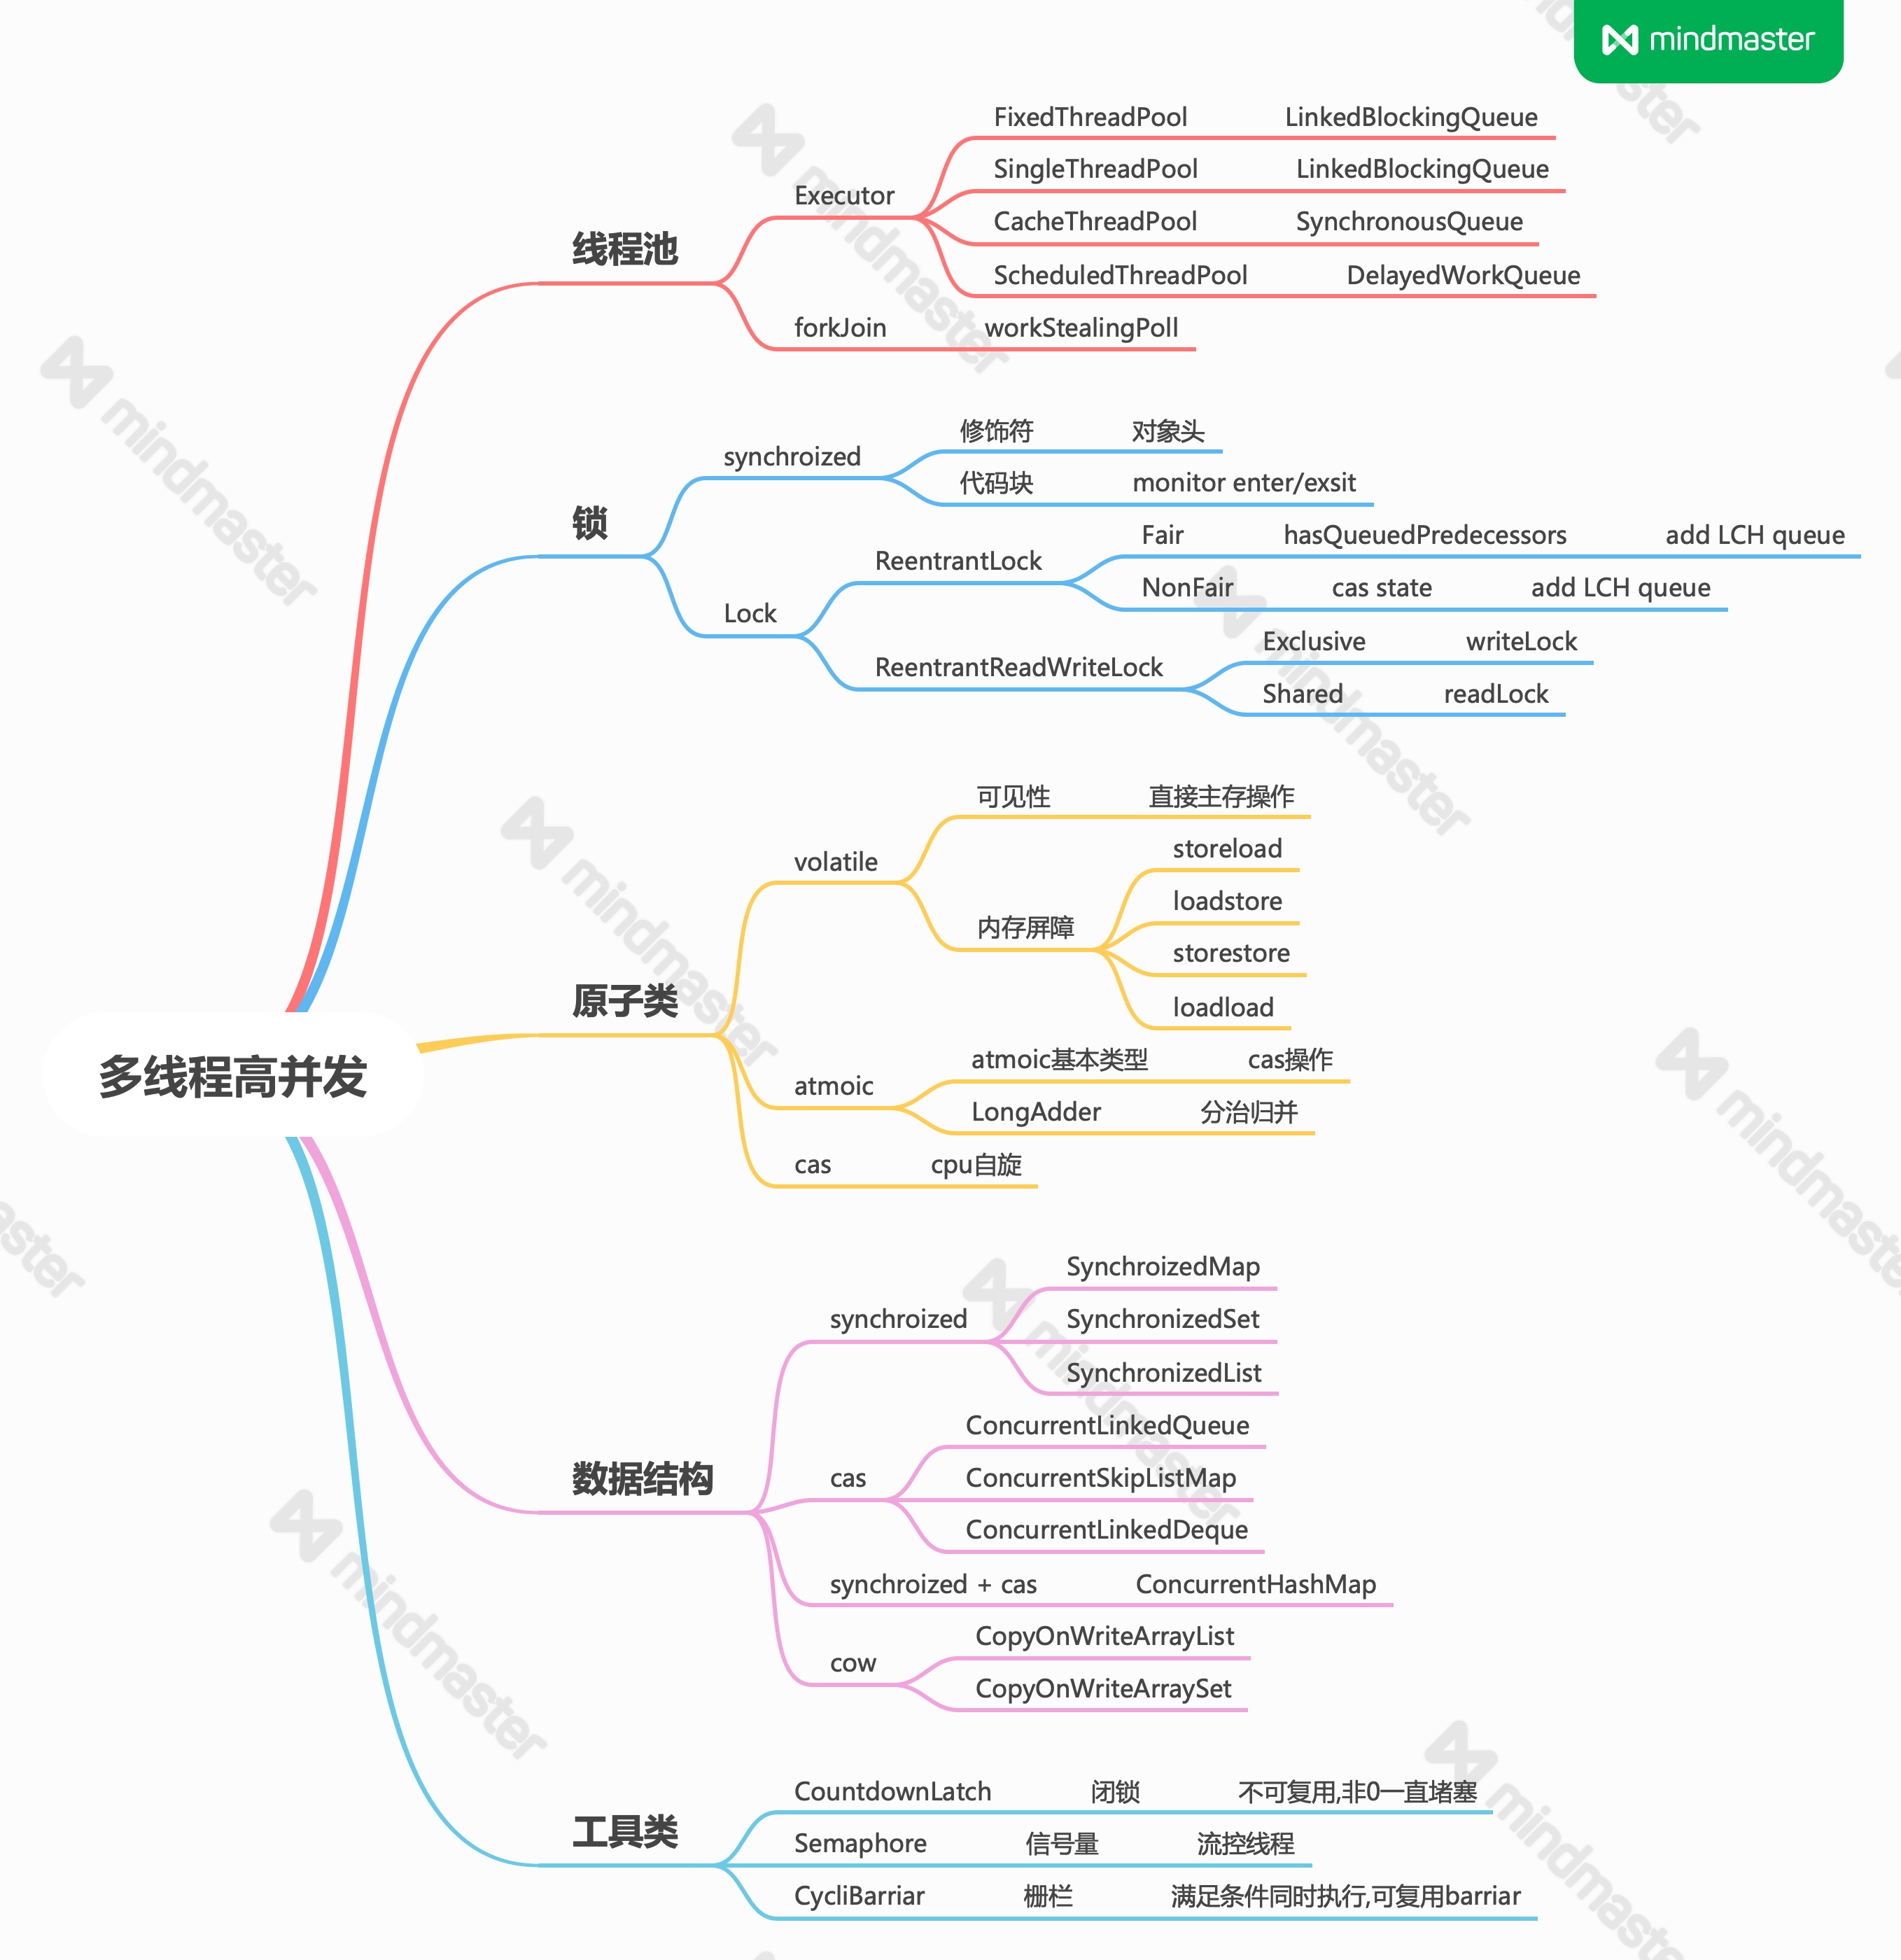 mindmaster
多线程高并发
线程池
Executor
FixedThreadPool LinkedBlockingQueue
SingleThreadPool LinkedBlockingQueue
CacheThreadPool SynchronousQueue
ScheduledThreadPool DelayedWorkQueue
forkJoin workStealingPoll
锁
synchroized
修饰符 对象头
代码块 monitor enter/exsit
Lock
ReentrantLock
Fair hasQueuedPredecessors add LCH queue
NonFair cas state add LCH queue
ReentrantReadWriteLock
Exclusive writeLock
Shared readLock
原子类
volatile
可见性 直接主存操作
内存屏障
storeload
loadstore
storestore
loadload
atmoic
atmoic基本类型 cas操作
LongAdder 分治归并
cas cpu自旋
数据结构
synchroized
SynchroizedMap
SynchronizedSet
SynchronizedList
cas
ConcurrentLinkedQueue
ConcurrentSkipListMap
ConcurrentLinkedDeque
synchroized + cas ConcurrentHashMap
cow
CopyOnWriteArrayList
CopyOnWriteArraySet
工具类
CountdownLatch 闭锁 不可复用,非0一直堵塞
Semaphore 信号量 流控线程
CycliBarriar 栅栏 满足条件同时执行,可复用barriar